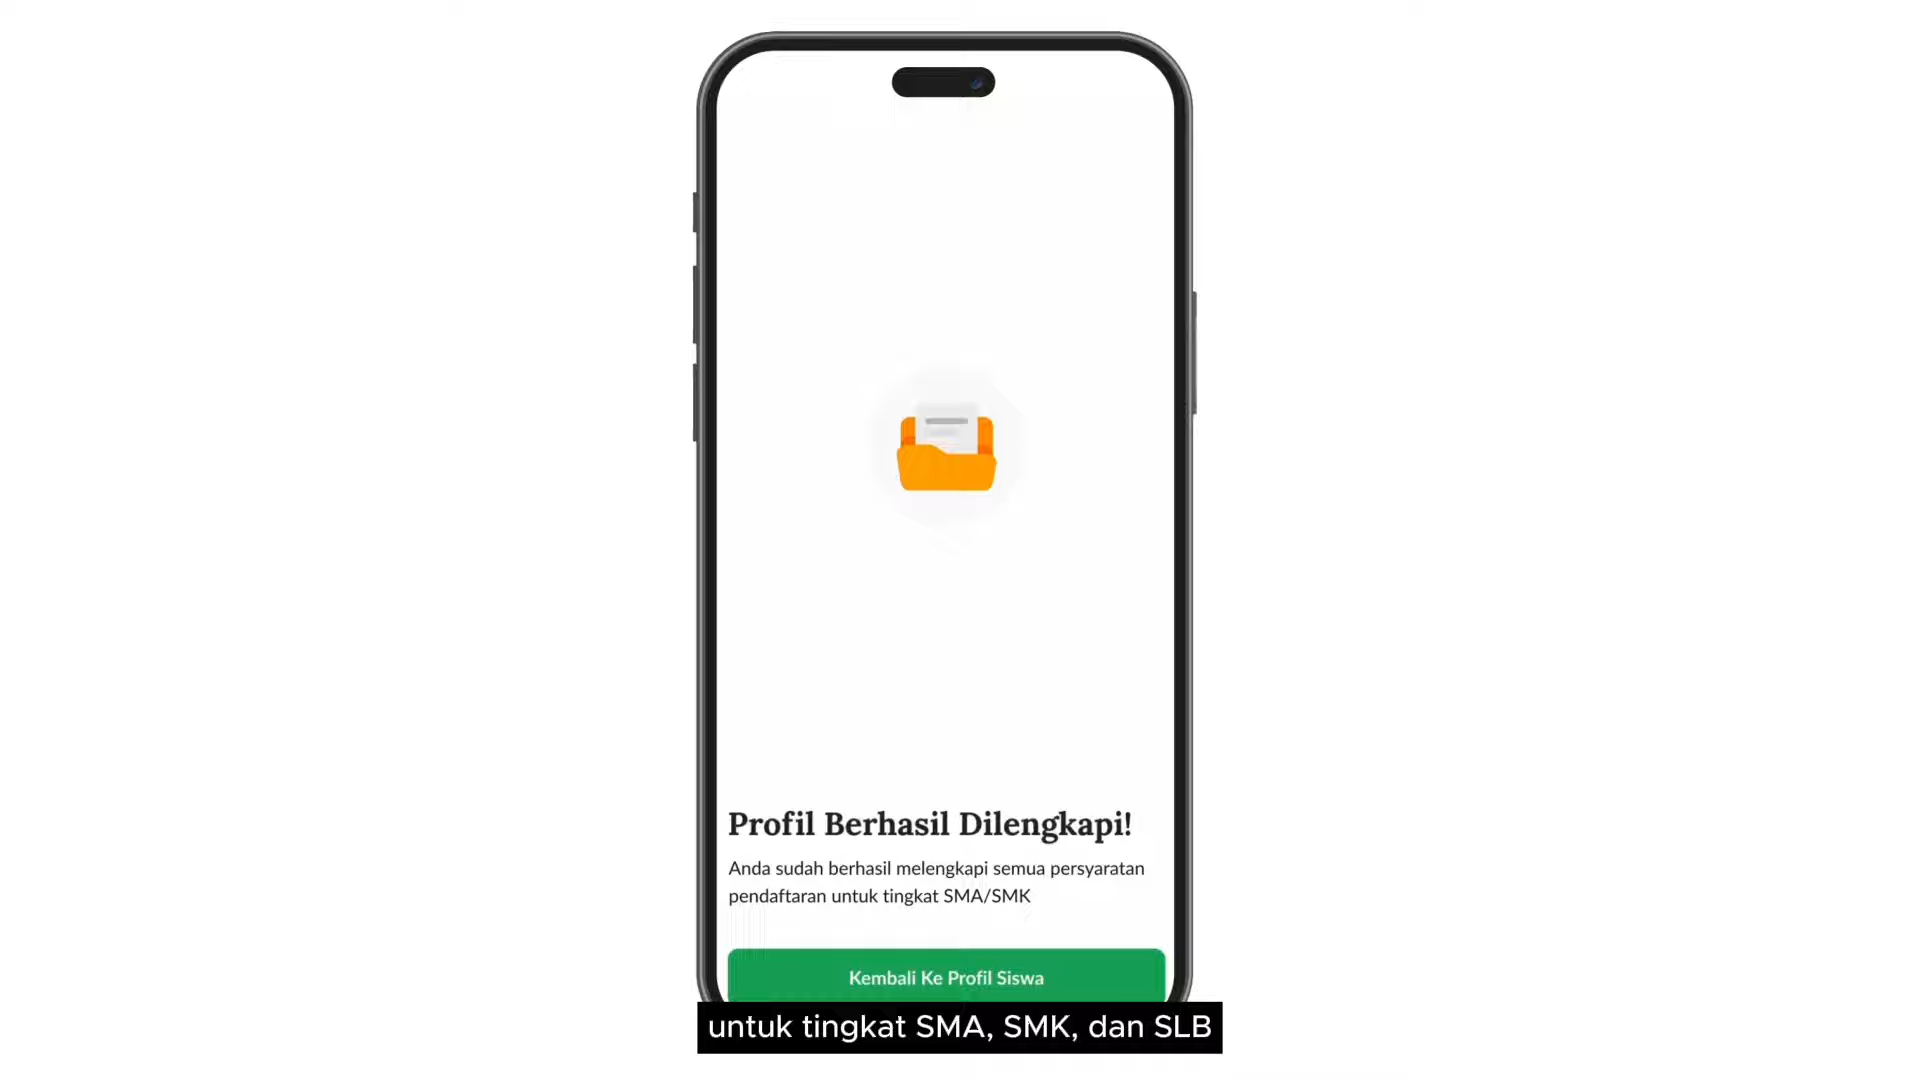 Profil Berhasil Dilengkapi!
Anda sudah berhasil melengkapi semua persyaratan
pendaftaran untuk tingkat SMA/SMK
Kembali Ke Profil Siswa
untuk tingkat SMA, SMK, dan SLB